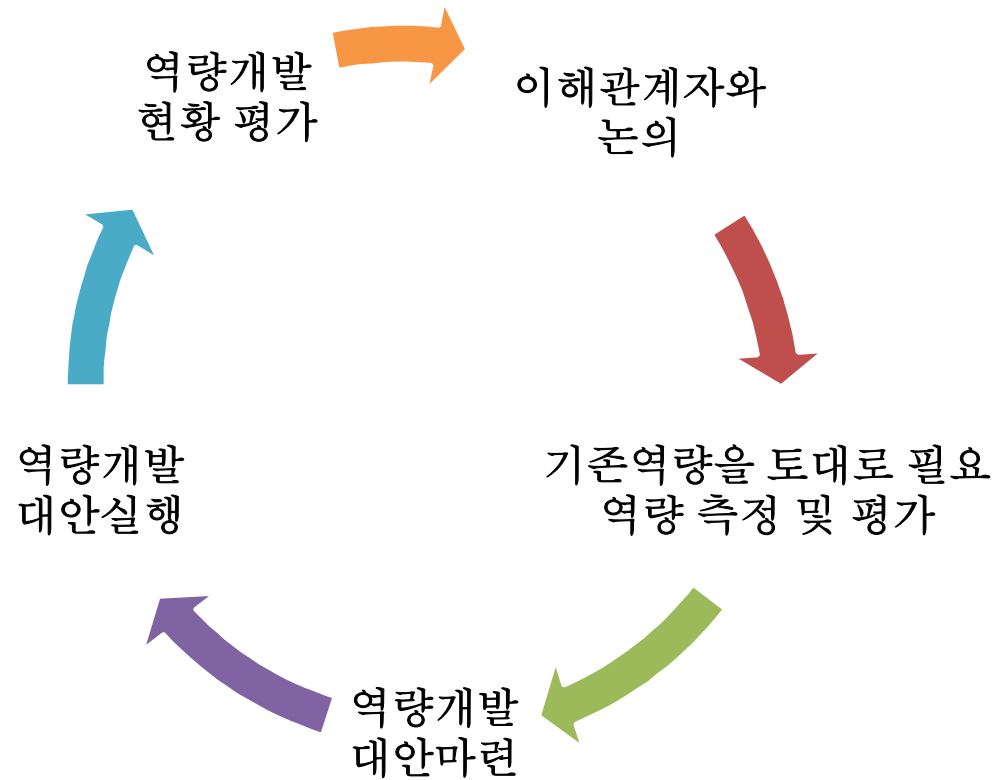 역량개발
현황 평가
이해관계자와
논의
기존역량을 토대로 필요
역량 측정 및 평가
역량개발
대안마련
역량개발
대안실행